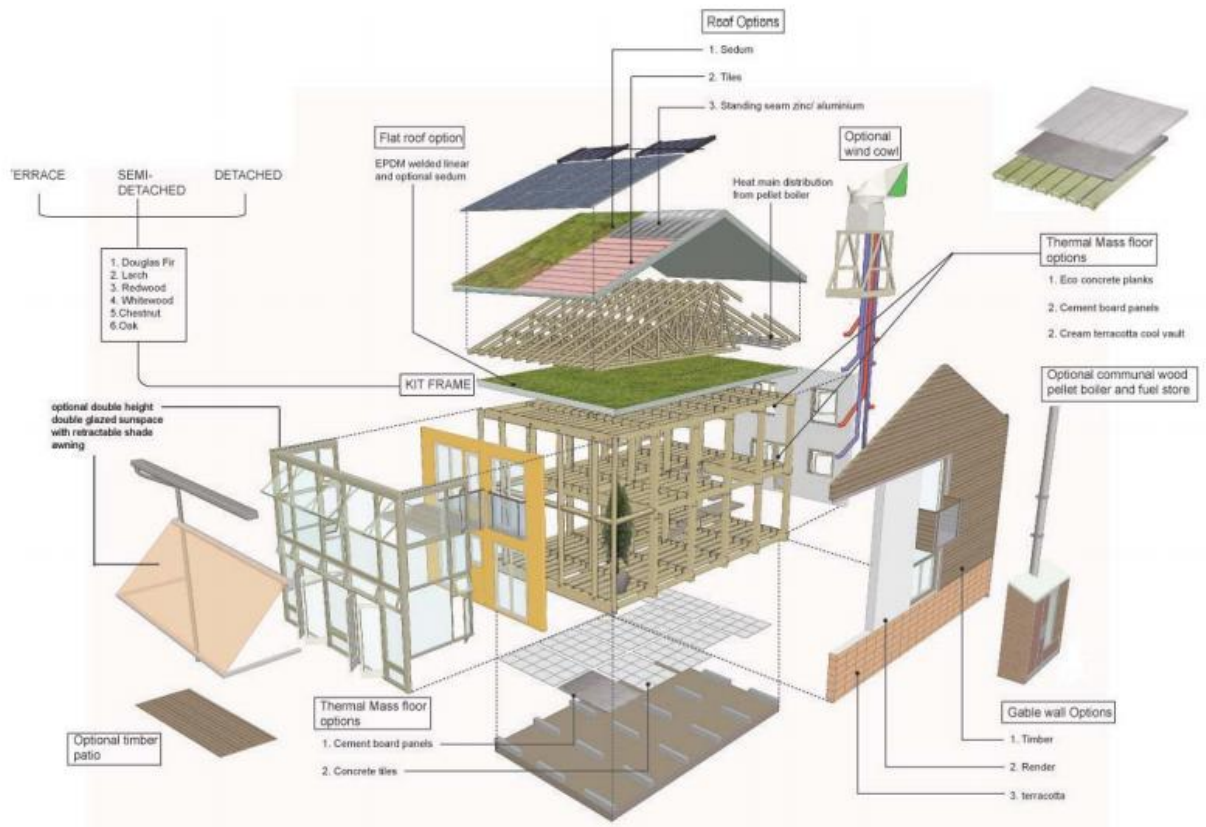 Roof Options
1. Sedum
2. Tiles
3. Standing seam zinc/ aluminium
Flat roof option
EPDM welded linear
and optional sedum
Optional
wind cowl
Heat main distribution
from pellet boiler
ERRACE
SEMI-
DETACHED
DETACHED
1. Douglas Fir
2. Larch
3. Redwood
4. Whitewood
5.Chestnut
6.Oak
KIT FRAME
Thermal Mass floor
options
1. Eco concrete planks
2. Cement board panels
2. Cream terracotta cool vault
Optional communal wood
pellet boiler and fuel store
optional double height
double glazed sunspace
with retractable shade
awning
Optional timber
patio
Thermal Mass floor
options
1. Cement board panels
2. Concrete tiles
Gable wall Options
1. Timber
2. Render
3. terracotta